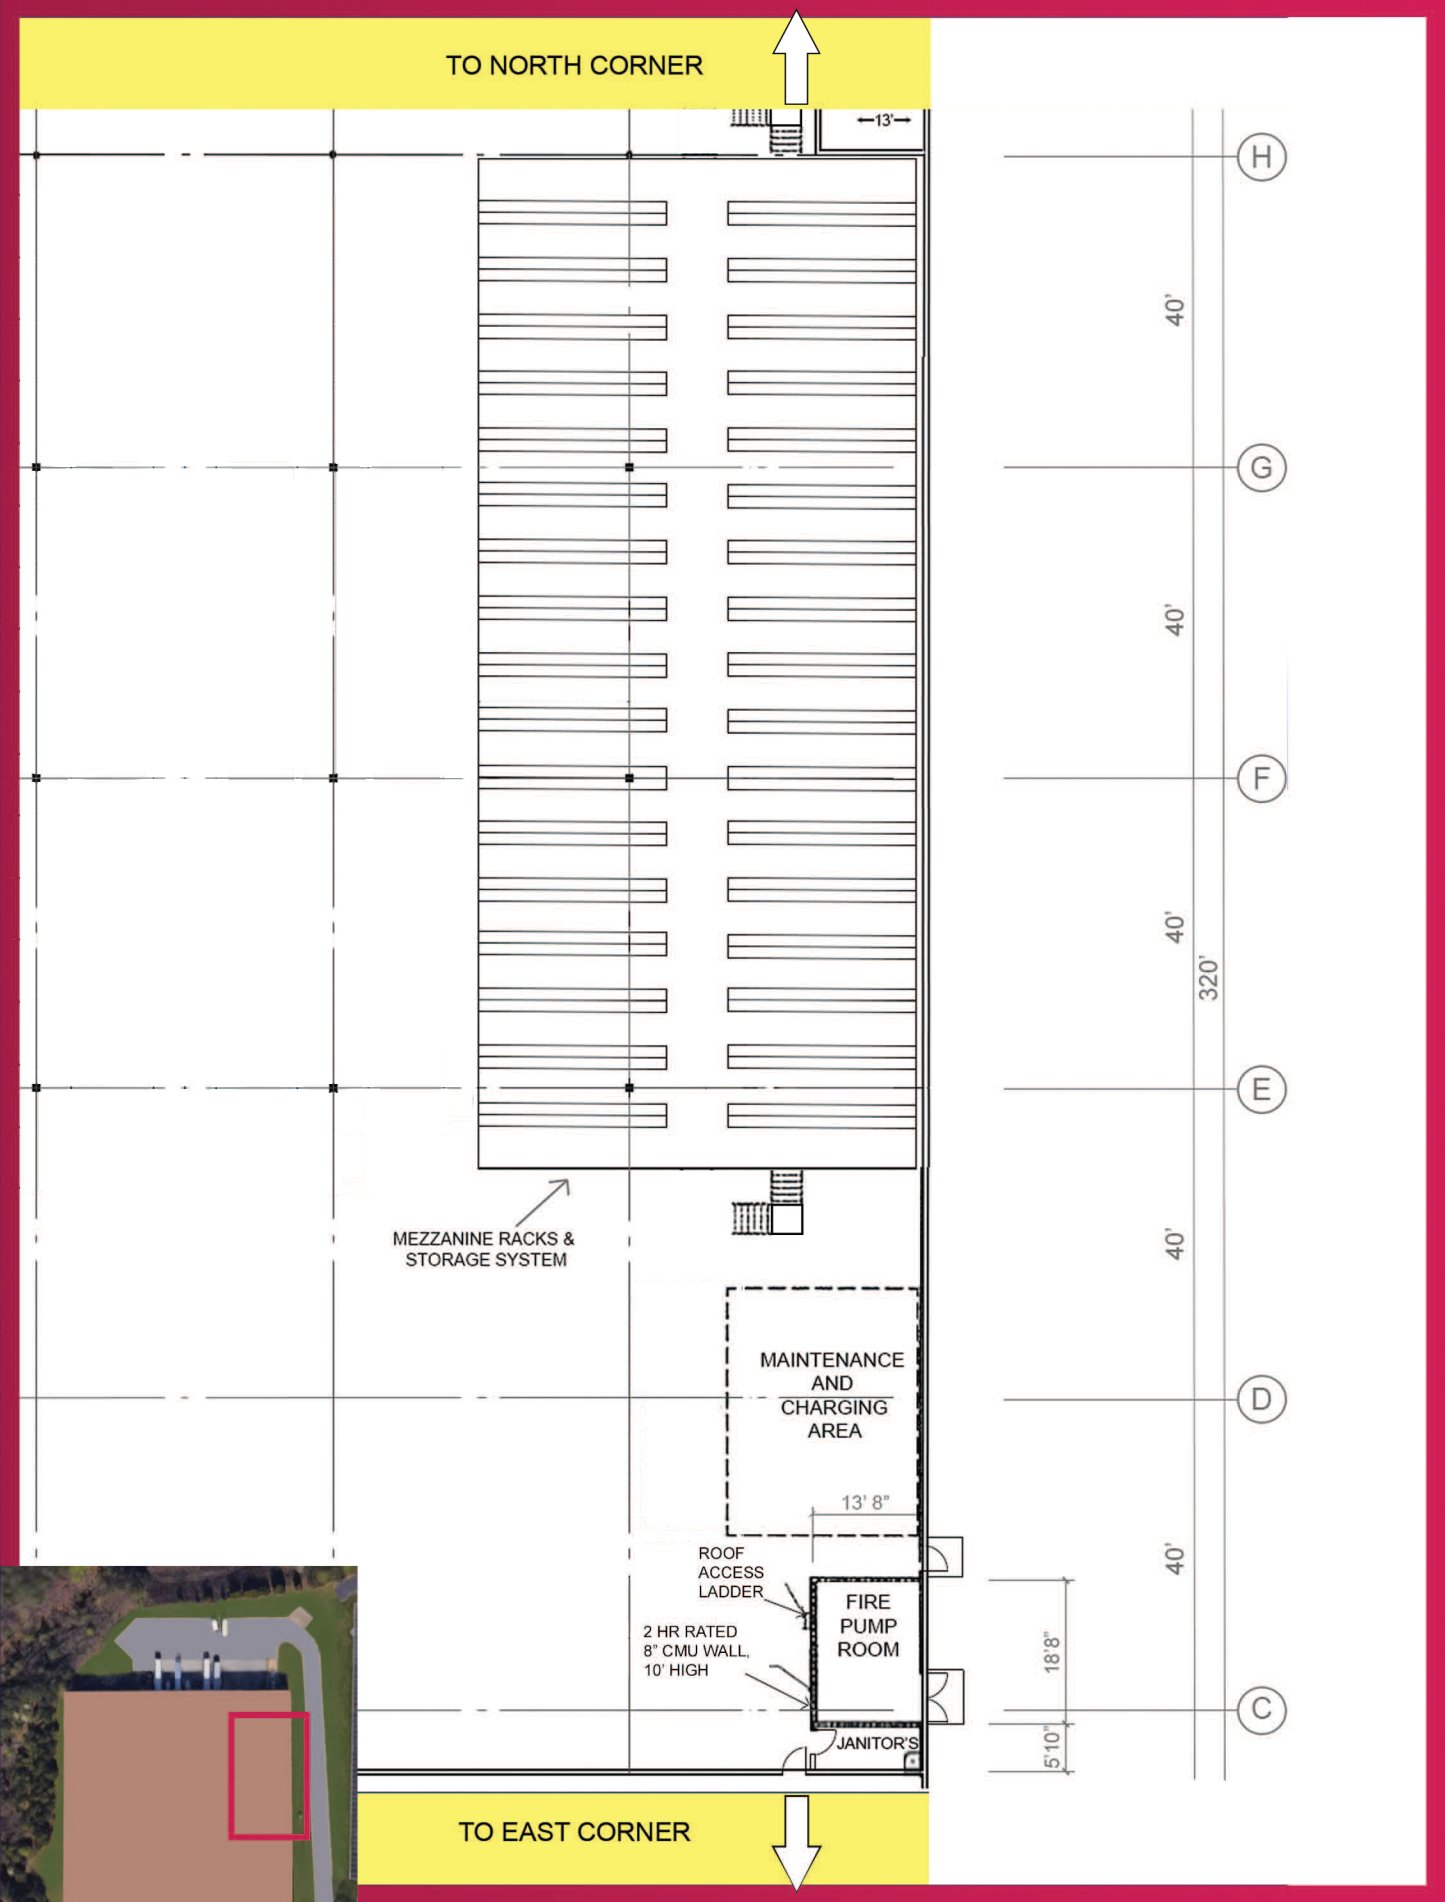 TO NORTH CORNER
13'
H
40'
G
40'
F
40'
320'
E
MEZZANINE RACKS &
STORAGE SYSTEM
40'
MAINTENANCE
AND
CHARGING
AREA
D
13' 8"
ROOF
ACCESS
LADDER
40'
FIRE
PUMP
ROOM
2 HR RATED
8" CMU WALL,
10' HIGH
18'8"
C
JANITOR'S
5'10"
TO EAST CORNER